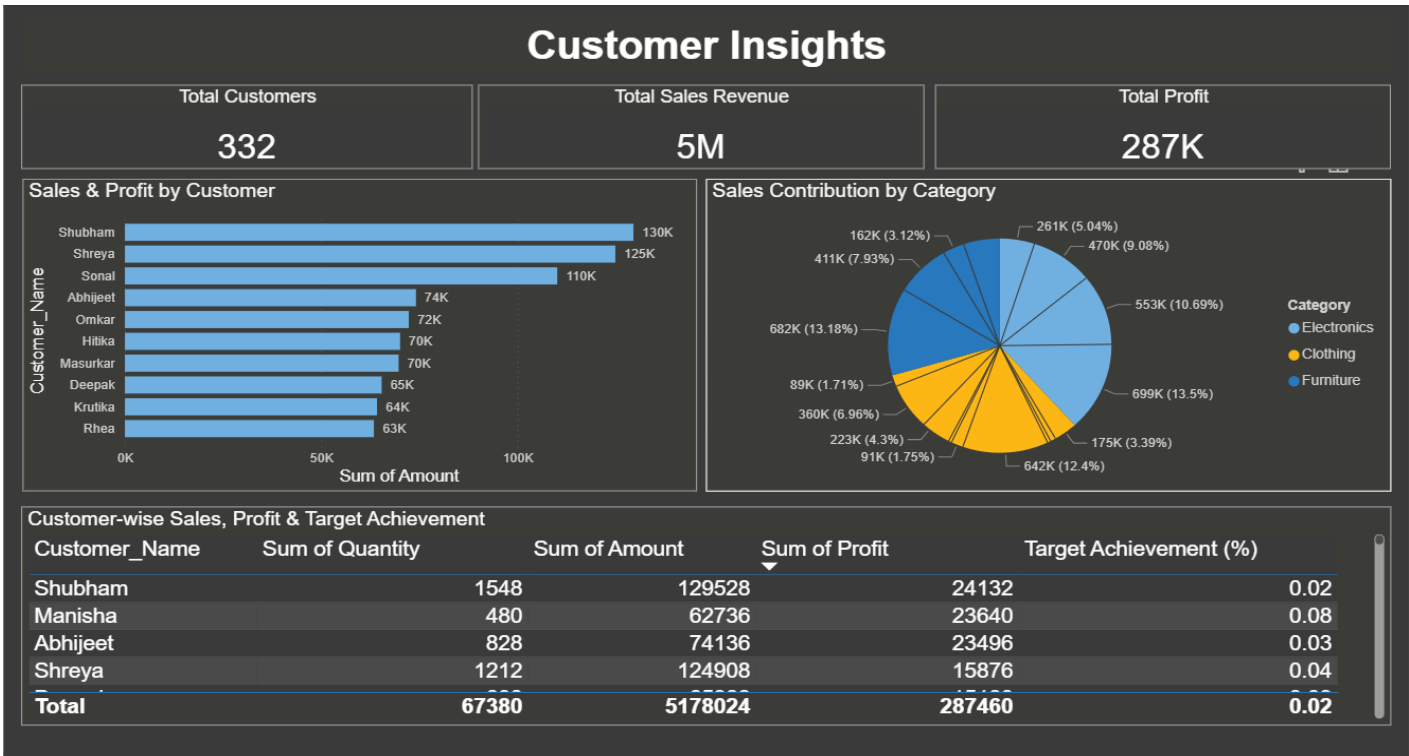 Customer Insights
Total Customers
332
Total Sales Revenue
5M
Total Profit
287K
Sales & Profit by Customer
Customer_Name
Shubham 130K
Shreya 125K
Sonal 110K
Abhijeet 74K
Omkar 72K
Hitika 70K
Masurkar 70K
Deepak 65K
Krutika 64K
Rhea 63K
0K 50K 100K
Sum of Amount
Sales Contribution by Category
261K (5.04%)
470K (9.08%)
553K (10.69%)
699K (13.5%)
175K (3.39%)
642K (12.4%)
91K (1.75%)
223K (4.3%)
360K (6.96%)
89K (1.71%)
682K (13.18%)
411K (7.93%)
162K (3.12%)
Category
Electronics
Clothing
Furniture
Customer-wise Sales, Profit & Target Achievement
Customer_Name Sum of Quantity Sum of Amount Sum of Profit Target Achievement (%)
Shubham 1548 129528 24132 0.02
Manisha 480 62736 23640 0.08
Abhijeet 828 74136 23496 0.03
Shreya 1212 124908 15876 0.04
Total 67380 5178024 287460 0.02